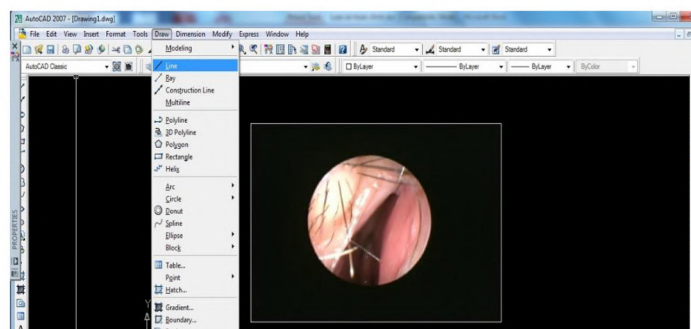 AutoCAD 2007 - [Drawing1.dwg]
File Edit View Insert Format Tools Draw Dimension Modify Express Window Help
Standard Standard Standard
AutoCAD Classic ByLayer ByLayer ByLayer ByColor
Modeling
Line
Ray
Construction Line
Multiline
Polyline
3D Polyline
Polygon
Rectangle
Helix
Arc
Circle
Donut
Spline
Ellipse
Block
Table...
Point
Hatch...
Gradient...
Boundary...
PROPERTIES
Y
A